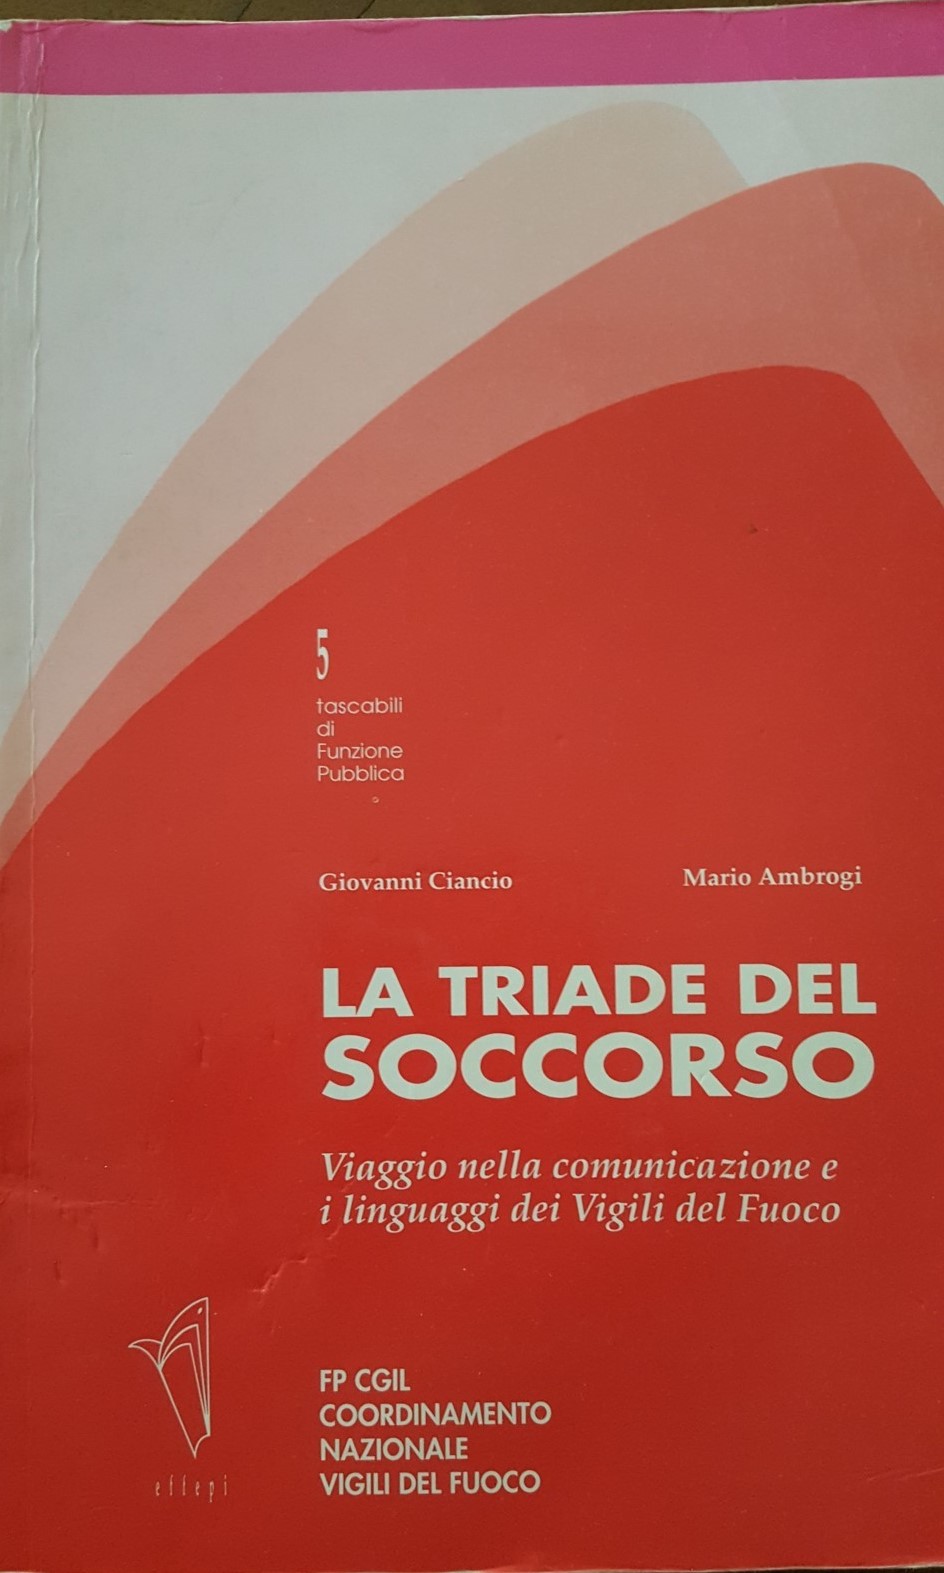 5
tascabili
di
Funzione
Pubblica
Giovanni Ciancio
Mario Ambrogi
LA TRIADE DEL
SOCCORSO
Viaggio nella comunicazione e
i linguaggi dei Vigili del Fuoco
effepi
FP CGIL
COORDINAMENTO
NAZIONALE
VIGILI DEL FUOCO